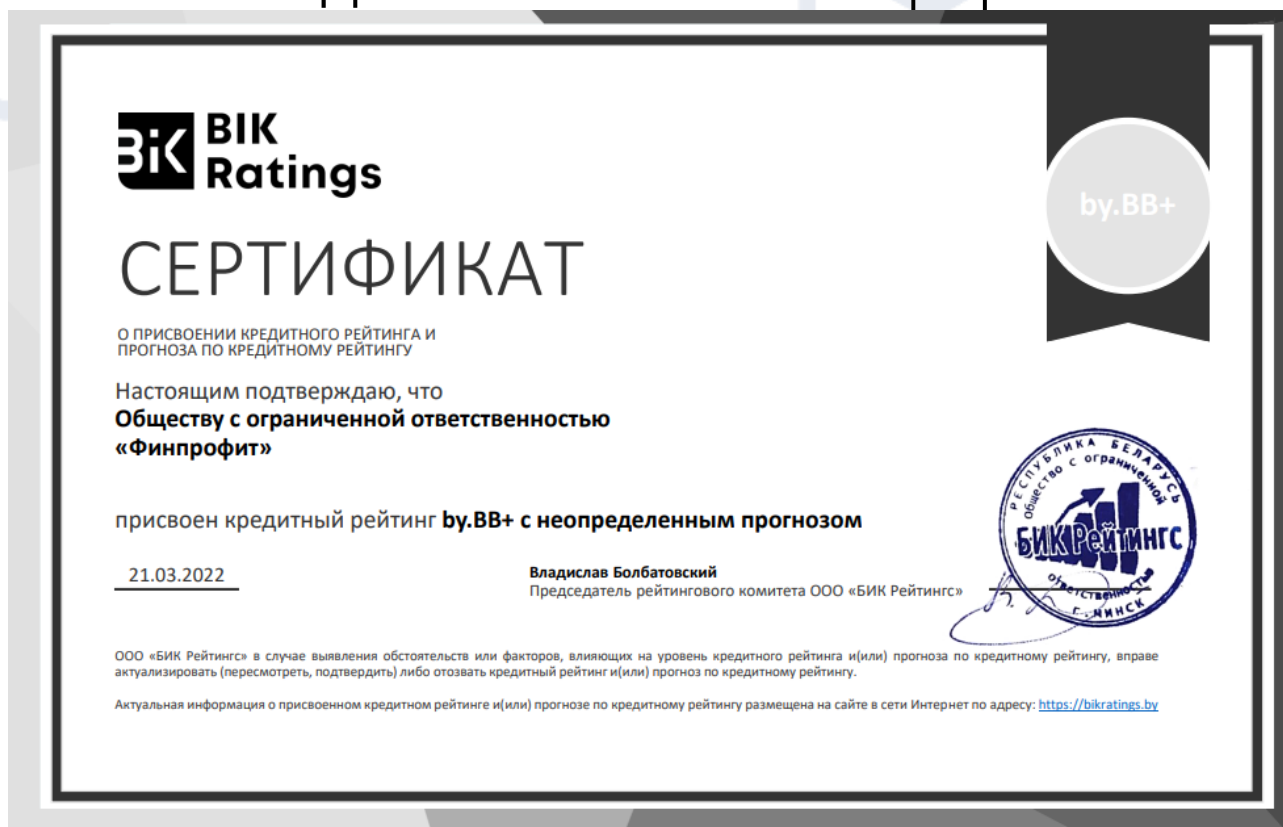 BiK BIK
Ratings
by.BB+
СЕРТИФИКАТ
О ПРИСВОЕНИИ КРЕДИТНОГО РЕЙТИНГА И
ПРОГНОЗА ПО КРЕДИТНОМУ РЕЙТИНГУ
Настоящим подтверждаю, что
Обществу с ограниченной ответственностью
«Финпрофит»
присвоен кредитный рейтинг by.BB+ с неопределенным прогнозом
РЕСПУБЛИКА БЕЛАРУСЬ
Общество с ограниченной
БИК Рейтингс
ответственностью
г. МИНСК
21.03.2022
Владислав Болбатовский
Председатель рейтингового комитета ООО «БИК Рейтингс»
ООО «БИК Рейтингс» в случае выявления обстоятельств или факторов, влияющих на уровень кредитного рейтинга и(или) прогноза по кредитному рейтингу, вправе
актуализировать (пересмотреть, подтвердить) либо отозвать кредитный рейтинг и(или) прогноз по кредитному рейтингу.
Актуальная информация о присвоенном кредитном рейтинге и(или) прогнозе по кредитному рейтингу размещена на сайте в сети Интернет по адресу: https://bikratings.by